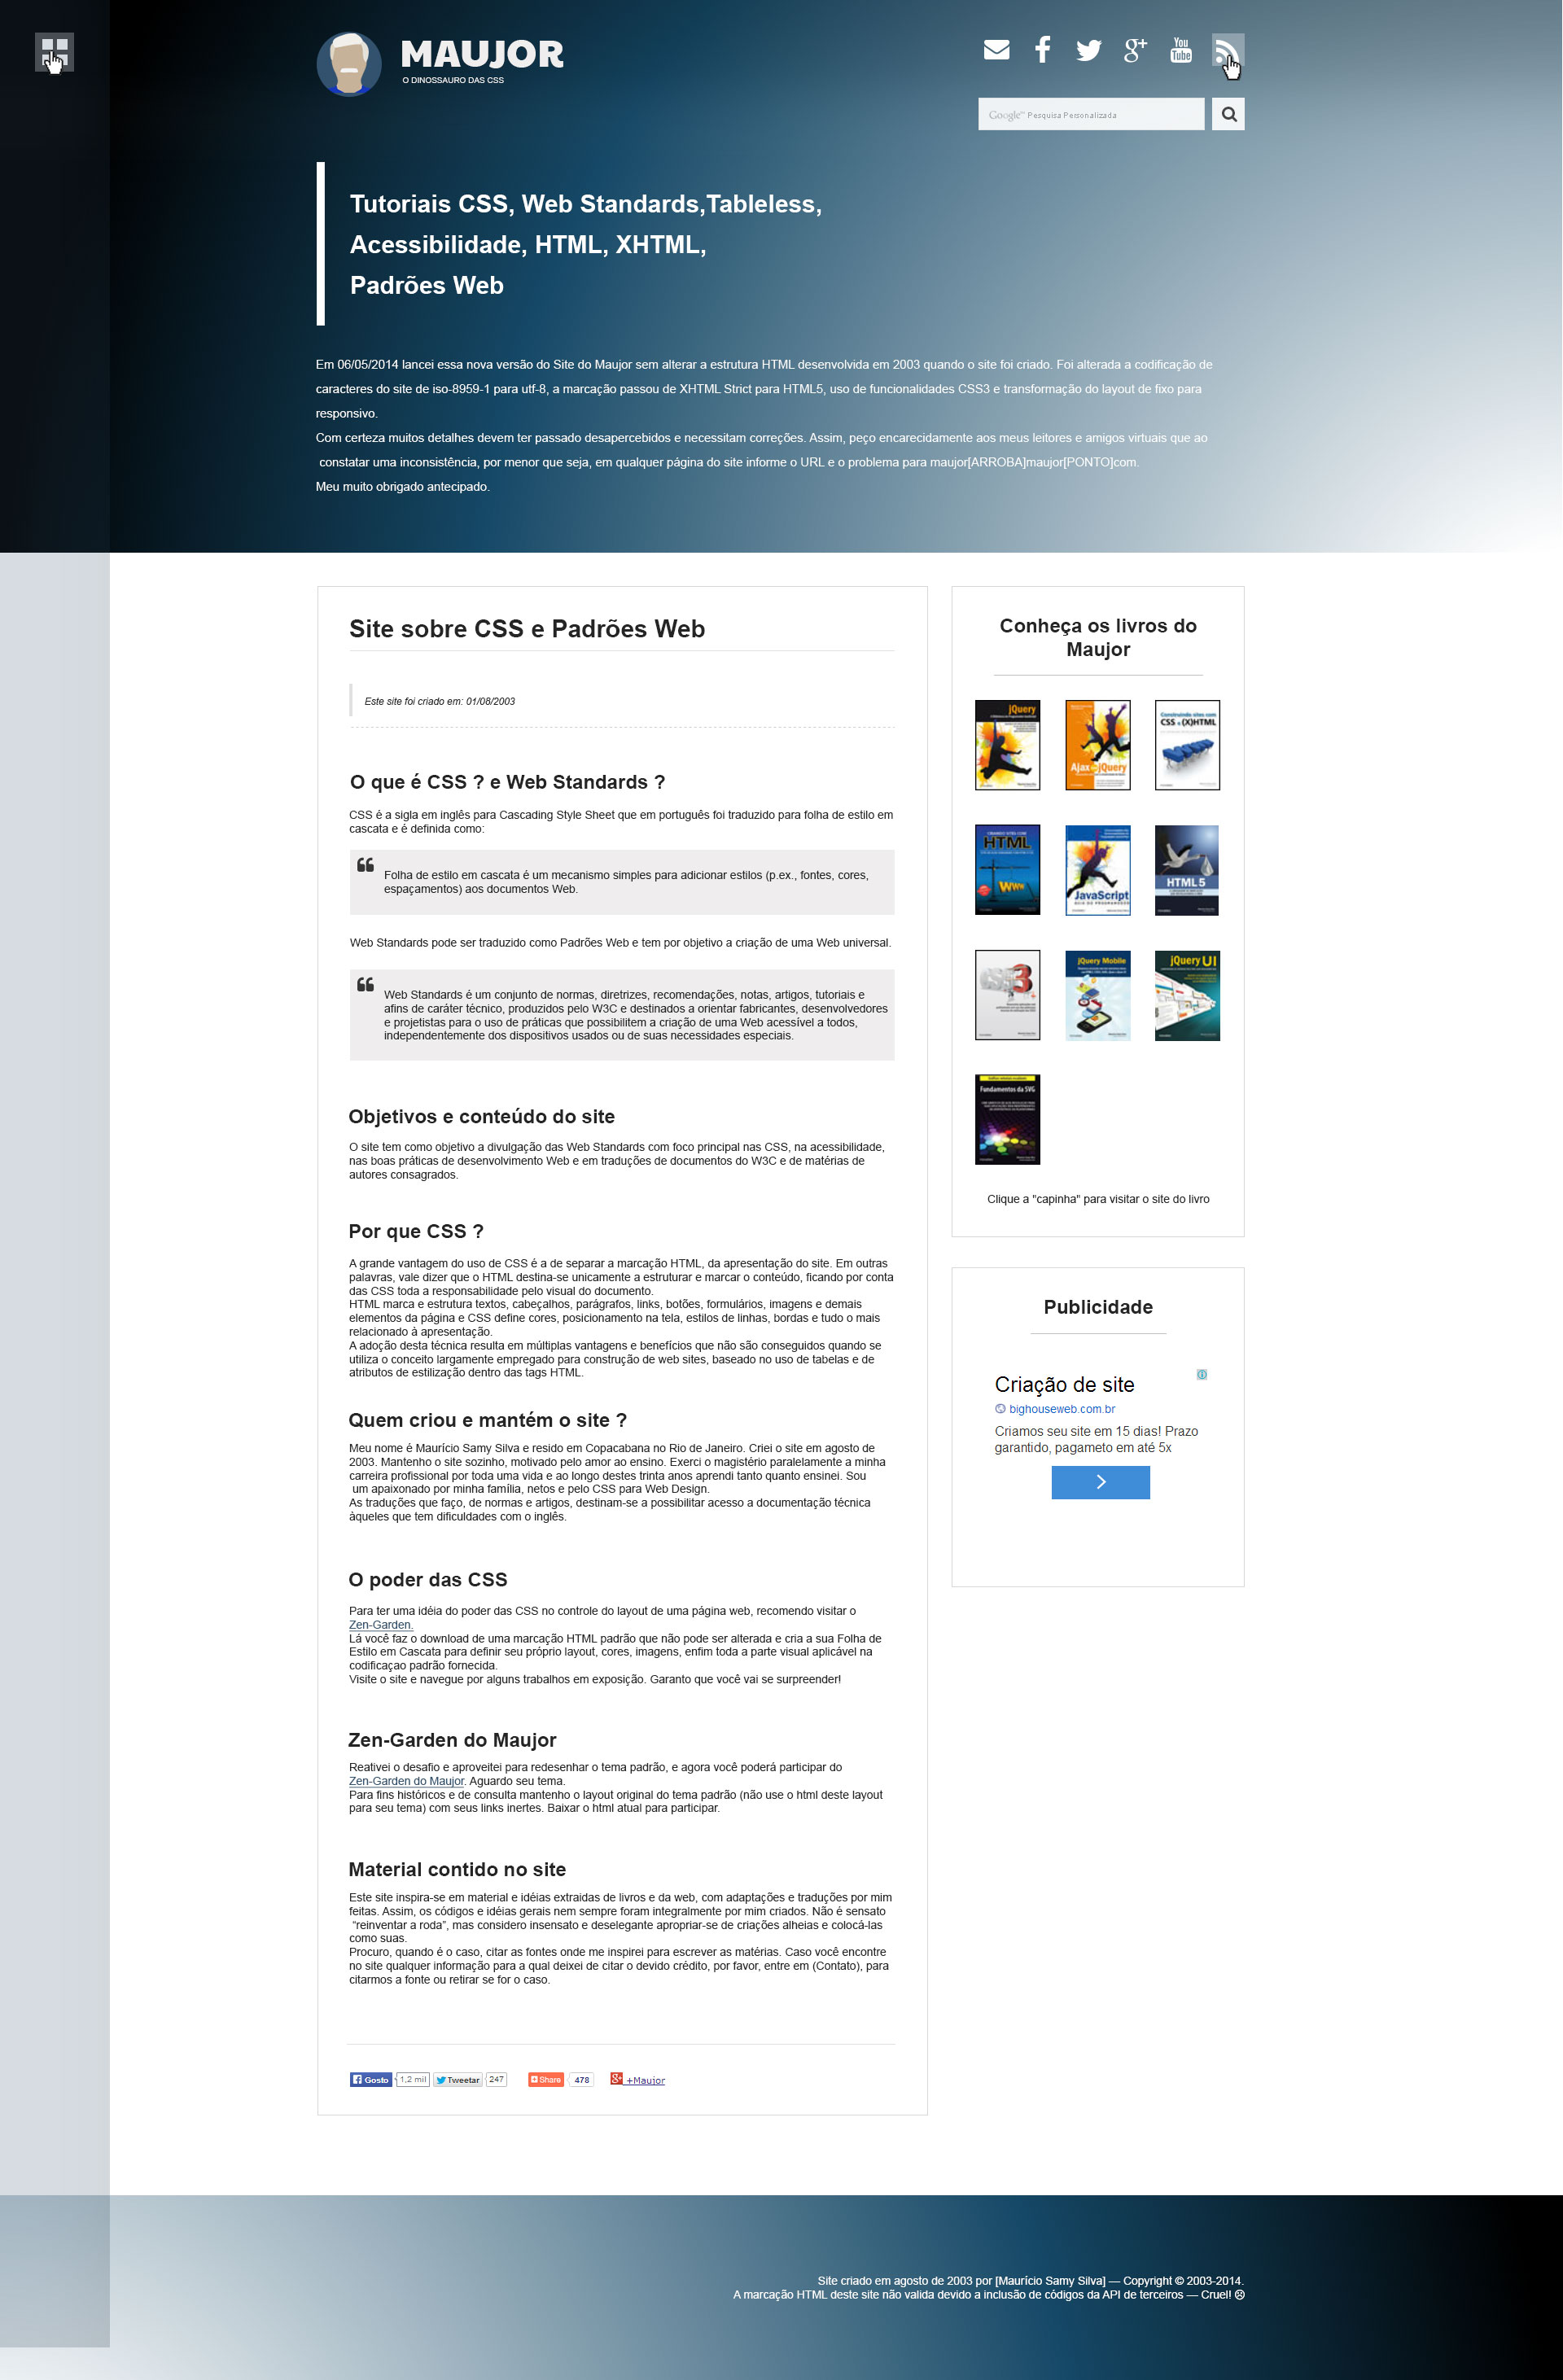 MAUJOR
O DINOSSAURO DAS CSS
You
Tube
Google™ Pesquisa Personalizada
Tutoriais CSS, Web Standards,Tableless,
Acessibilidade, HTML, XHTML,
Padrões Web
Em 06/05/2014 lancei essa nova versão do Site do Maujor sem alterar a estrutura HTML desenvolvida em 2003 quando o site foi criado. Foi alterada a codificação de
caracteres do site de iso-8959-1 para utf-8, a marcação passou de XHTML Strict para HTML5, uso de funcionalidades CSS3 e transformação do layout de fixo para
responsivo.
Com certeza muitos detalhes devem ter passado desapercebidos e necessitam correções. Assim, peço encarecidamente aos meus leitores e amigos virtuais que ao
constatar uma inconsistência, por menor que seja, em qualquer página do site informe o URL e o problema para maujor[ARROBA]maujor[PONTO]com.
Meu muito obrigado antecipado.
Site sobre CSS e Padrões Web
Este site foi criado em: 01/08/2003
O que é CSS ? e Web Standards ?
CSS é a sigla em inglês para Cascading Style Sheet que em português foi traduzido para folha de estilo em
cascata e é definida como:
Folha de estilo em cascata é um mecanismo simples para adicionar estilos (p.ex., fontes, cores,
espaçamentos) aos documentos Web.
Web Standards pode ser traduzido como Padrões Web e tem por objetivo a criação de uma Web universal.
Web Standards é um conjunto de normas, diretrizes, recomendações, notas, artigos, tutoriais e
afins de caráter técnico, produzidos pelo W3C e destinados a orientar fabricantes, desenvolvedores
e projetistas para o uso de práticas que possibilitem a criação de uma Web acessível a todos,
independentemente dos dispositivos usados ou de suas necessidades especiais.
Objetivos e conteúdo do site
O site tem como objetivo a divulgação das Web Standards com foco principal nas CSS, na acessibilidade,
nas boas práticas de desenvolvimento Web e em traduções de documentos do W3C e de matérias de
autores consagrados.
Por que CSS ?
A grande vantagem do uso de CSS é a de separar a marcação HTML, da apresentação do site. Em outras
palavras, vale dizer que o HTML destina-se unicamente a estruturar e marcar o conteúdo, ficando por conta
das CSS toda a responsabilidade pelo visual do documento.
HTML marca e estrutura textos, cabeçalhos, parágrafos, links, botões, formulários, imagens e demais
elementos da página e CSS define cores, posicionamento na tela, estilos de linhas, bordas e tudo o mais
relacionado à apresentação.
A adoção desta técnica resulta em múltiplas vantagens e benefícios que não são conseguidos quando se
utiliza o conceito largamente empregado para construção de web sites, baseado no uso de tabelas e de
atributos de estilização dentro das tags HTML.
Quem criou e mantém o site ?
Meu nome é Maurício Samy Silva e resido em Copacabana no Rio de Janeiro. Criei o site em agosto de
2003. Mantenho o site sozinho, motivado pelo amor ao ensino. Exerci o magistério paralelamente a minha
carreira profissional por toda uma vida e ao longo destes trinta anos aprendi tanto quanto ensinei. Sou
um apaixonado por minha família, netos e pelo CSS para Web Design.
As traduções que faço, de normas e artigos, destinam-se a possibilitar acesso a documentação técnica
àqueles que tem dificuldades com o inglês.
O poder das CSS
Para ter uma idéia do poder das CSS no controle do layout de uma página web, recomendo visitar o
Zen-Garden.
Lá você faz o download de uma marcação HTML padrão que não pode ser alterada e cria a sua Folha de
Estilo em Cascata para definir seu próprio layout, cores, imagens, enfim toda a parte visual aplicável na
codificaçao padrão fornecida.
Visite o site e navegue por alguns trabalhos em exposição. Garanto que você vai se surpreender!
Zen-Garden do Maujor
Reativei o desafio e aproveitei para redesenhar o tema padrão, e agora você poderá participar do
Zen-Garden do Maujor. Aguardo seu tema.
Para fins históricos e de consulta mantenho o layout original do tema padrão (não use o html deste layout
para seu tema) com seus links inertes. Baixar o html atual para participar.
Material contido no site
Este site inspira-se em material e idéias extraidas de livros e da web, com adaptações e traduções por mim
feitas. Assim, os códigos e idéias gerais nem sempre foram integralmente por mim criados. Não é sensato
“reinventar a roda”, mas considero insensato e deselegante apropriar-se de criações alheias e colocá-las
como suas.
Procuro, quando é o caso, citar as fontes onde me inspirei para escrever as matérias. Caso você encontre
no site qualquer informação para a qual deixei de citar o devido crédito, por favor, entre em (Contato), para
citarmos a fonte ou retirar se for o caso.
Gosto 1,2 mil Tweetar 247 Share 478 +Maujor
Conheça os livros do
Maujor
jQuery
Ajax com jQuery
Construindo sites com
CSS e (X)HTML
HTML
WWW
JavaScript
HTML 5
CSS3
jQuery Mobile
jQuery UI
Fundamentos da SVG
Clique a "capinha" para visitar o site do livro
Publicidade
Criação de site
bighouseweb.com.br
Criamos seu site em 15 dias! Prazo
garantido, pagameto em até 5x
Site criado em agosto de 2003 por [Maurício Samy Silva] — Copyright © 2003-2014.
A marcação HTML deste site não valida devido a inclusão de códigos da API de terceiros — Cruel! ☹